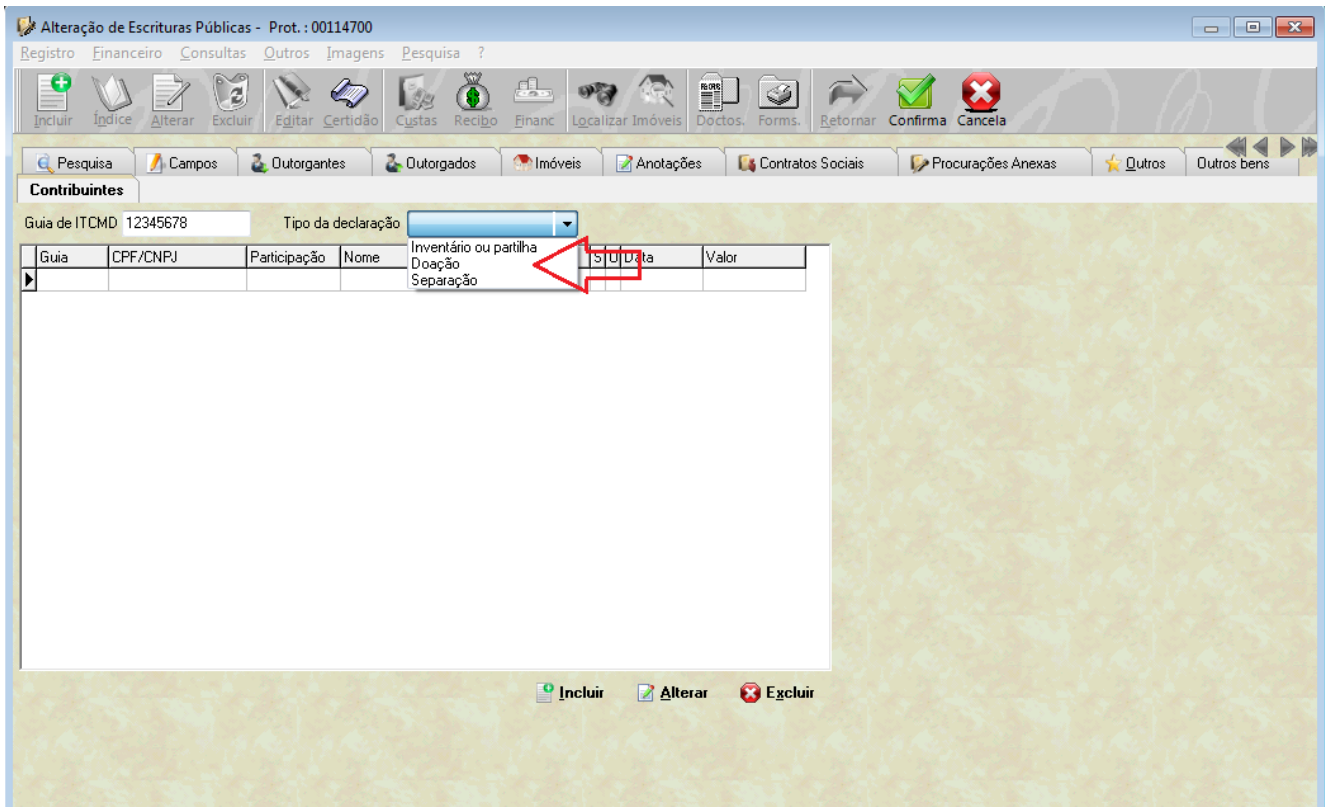 Alteração de Escrituras Públicas - Prot. : 00114700
Registro Financeiro Consultas Outros Imagens Pesquisa ?
Incluir Índice Alterar Excluir Editar Certidão Custas Recibo Financ Localizar Imóveis Doctos. Forms. Retornar Confirma Cancela
Pesquisa Campos Outorgantes Outorgados Imóveis Anotações Contratos Sociais Procurações Anexas Outros Outros bens
Contribuintes
Guia de ITCMD 12345678 Tipo da declaração
Inventário ou partilha
Doação
Separação
Guia CPF/CNPJ Participação Nome S U Data Valor
Incluir Alterar Excluir